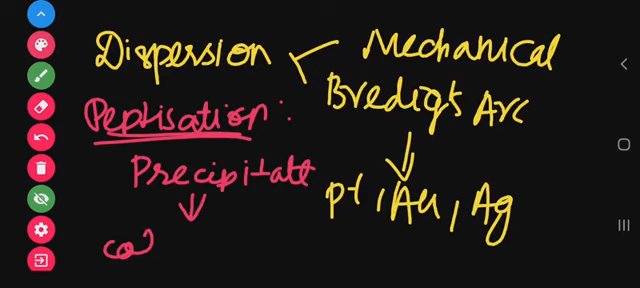 Dispersion Mechanical
Bredig's Arc
Peptisation:
Precipitate
Pt, Au, Ag